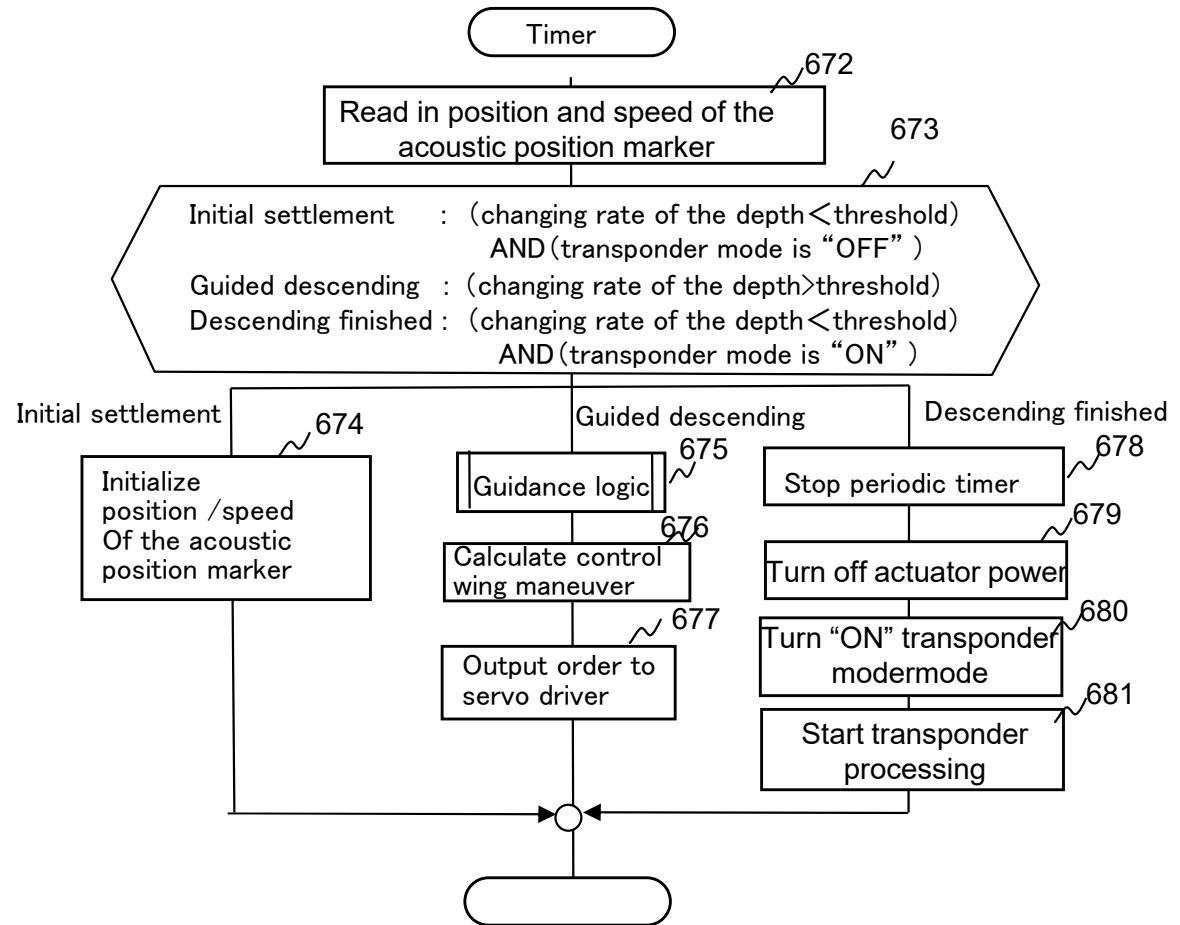 Timer
672
Read in position and speed of the
acoustic position marker
673
Initial settlement : (changing rate of the depth＜threshold)
AND(transponder mode is “OFF” )
Guided descending : (changing rate of the depth>threshold)
Descending finished : (changing rate of the depth＜threshold)
AND(transponder mode is “ON” )
Initial settlement
674
Initialize
position /speed
Of the acoustic
position marker
Guided descending
675
Guidance logic
676
Calculate control
wing maneuver
677
Output order to
servo driver
Descending finished
678
Stop periodic timer
679
Turn off actuator power
680
Turn “ON” transponder
modermode
681
Start transponder
processing